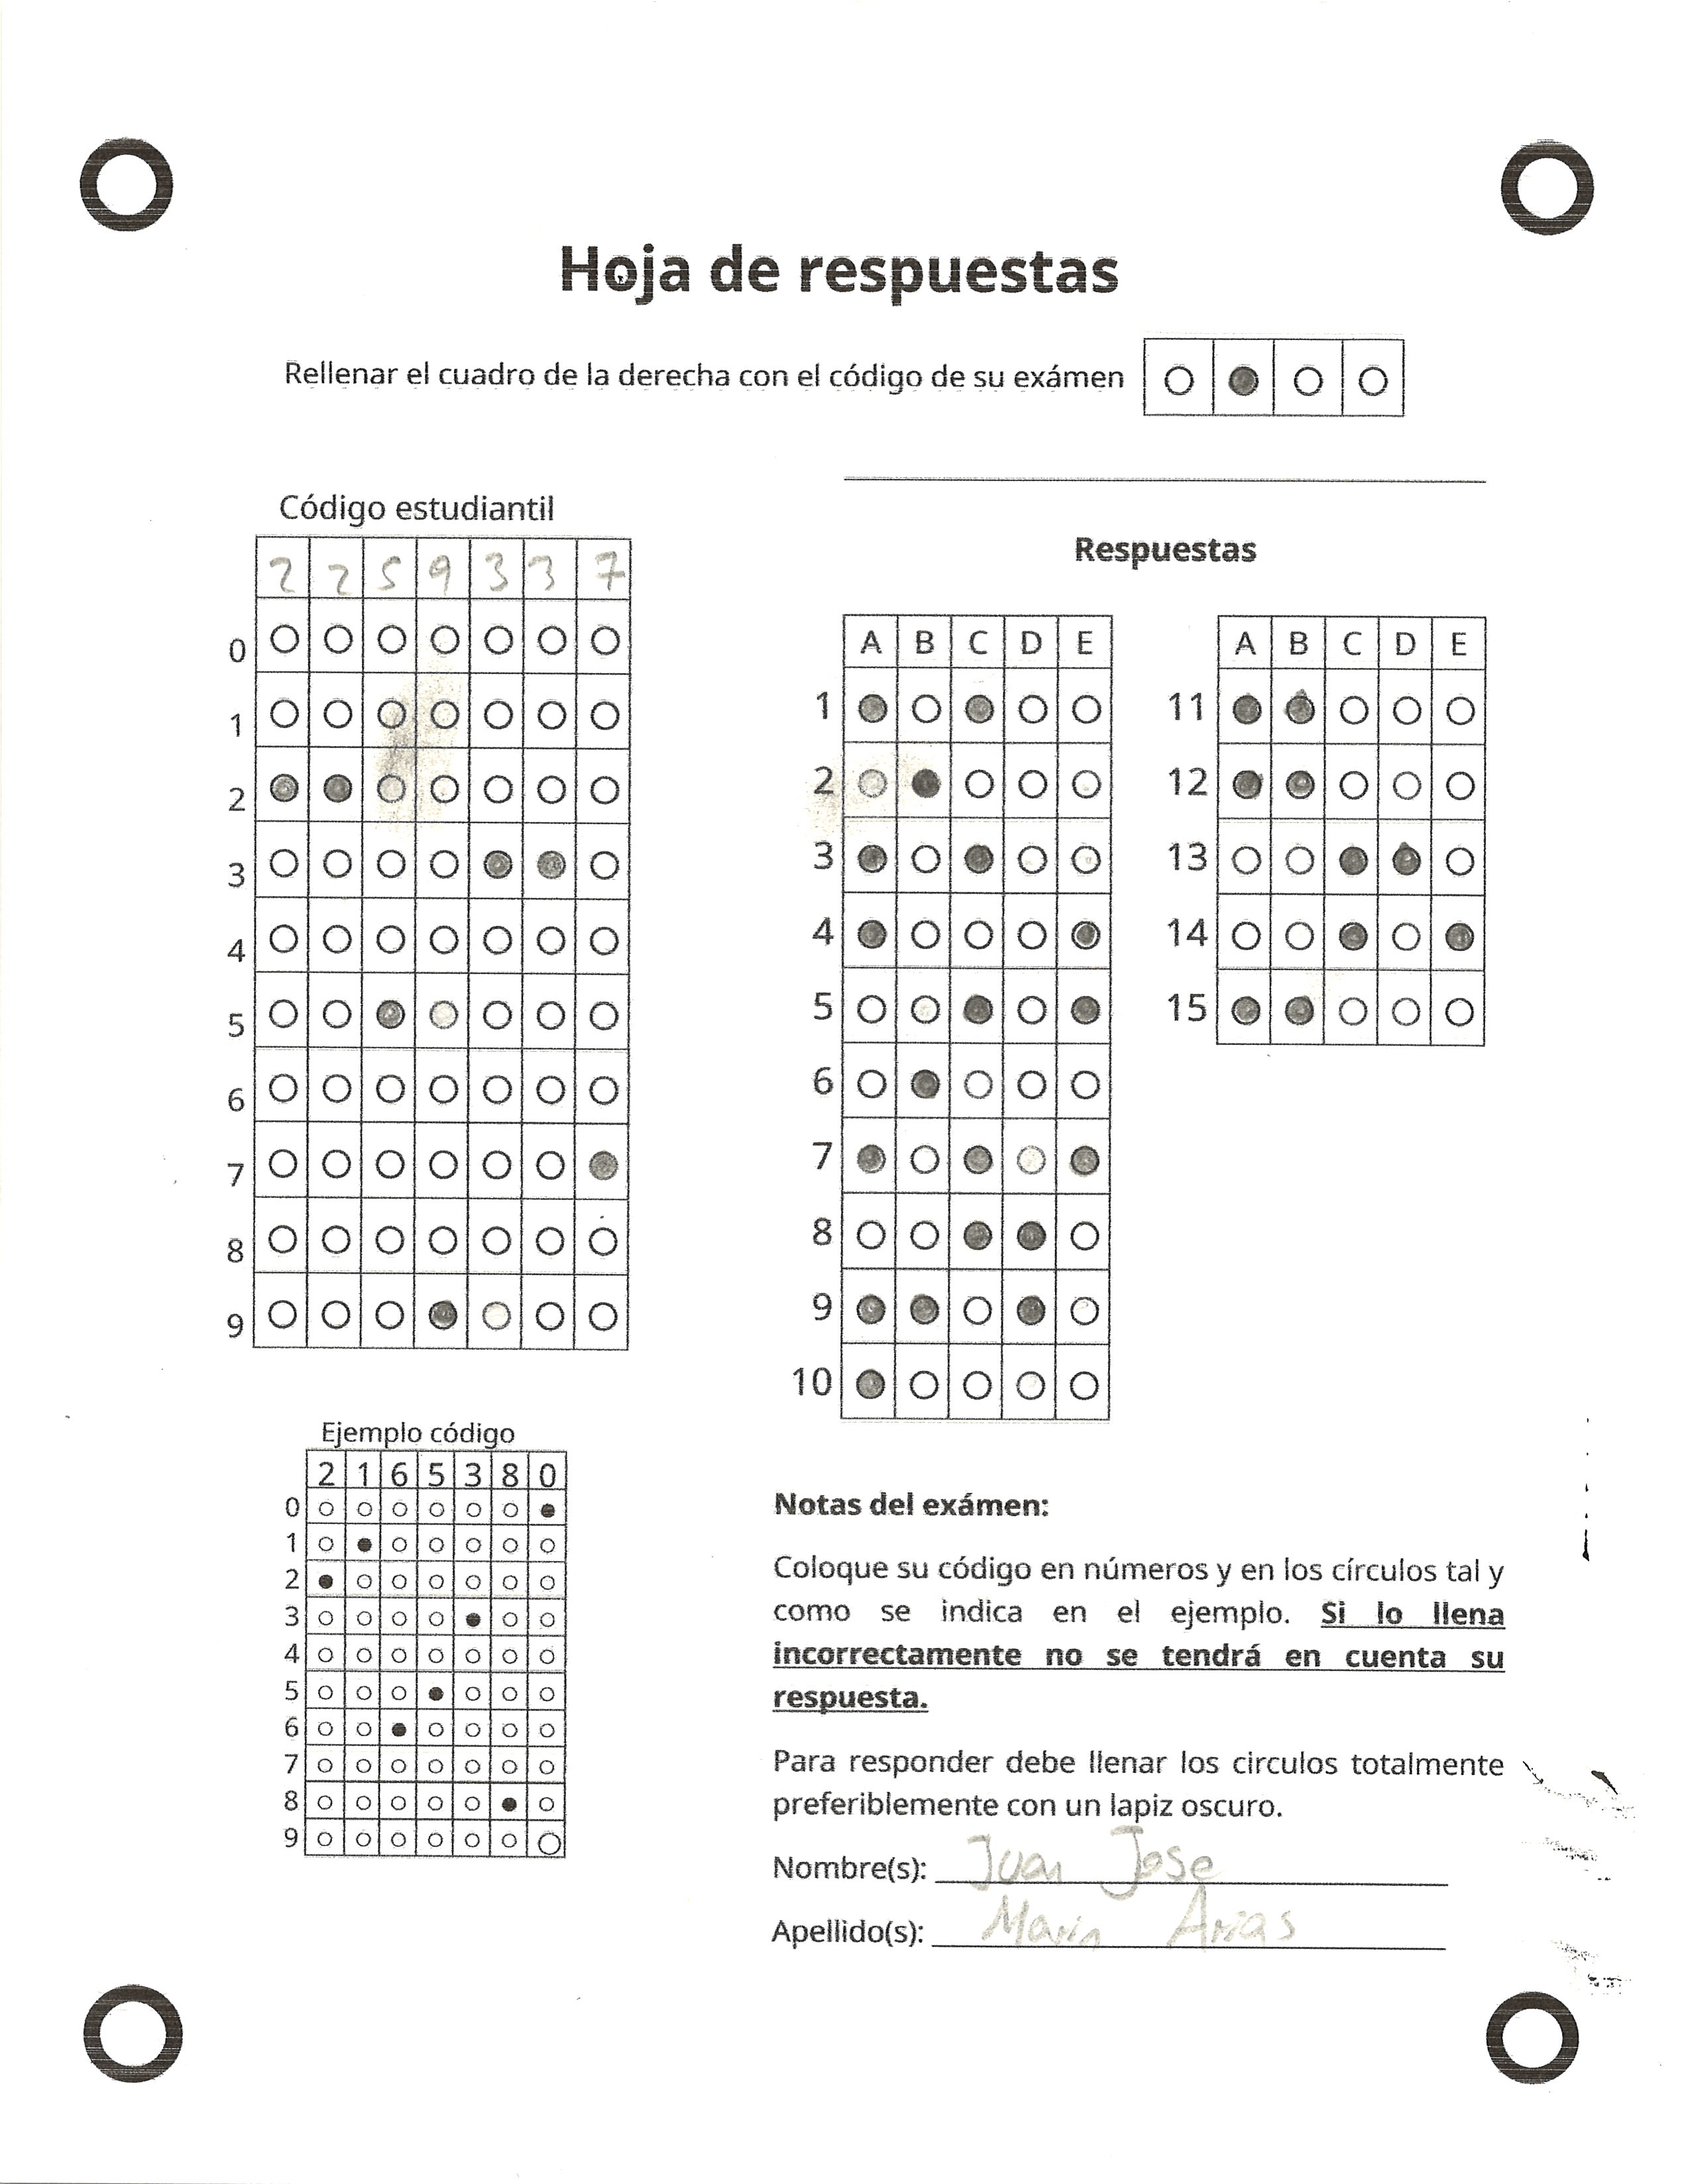 Hoja de respuestas
Rellenar el cuadro de la derecha con el código de su exámen
Código estudiantil
2 2 5 9 3 3 7
0
1
2
3
4
5
6
7
8
9
Respuestas
A B C D E
1
2
3
4
5
6
7
8
9
10
A B C D E
11
12
13
14
15
Ejemplo código
2 1 6 5 3 8 0
0
1
2
3
4
5
6
7
8
9
Notas del exámen:
Coloque su código en números y en los círculos tal y
como se indica en el ejemplo. Si lo llena
incorrectamente no se tendrá en cuenta su
respuesta.
Para responder debe llenar los circulos totalmente
preferiblemente con un lapiz oscuro.
Nombre(s): Juan Jose
Apellido(s): Marin Arias